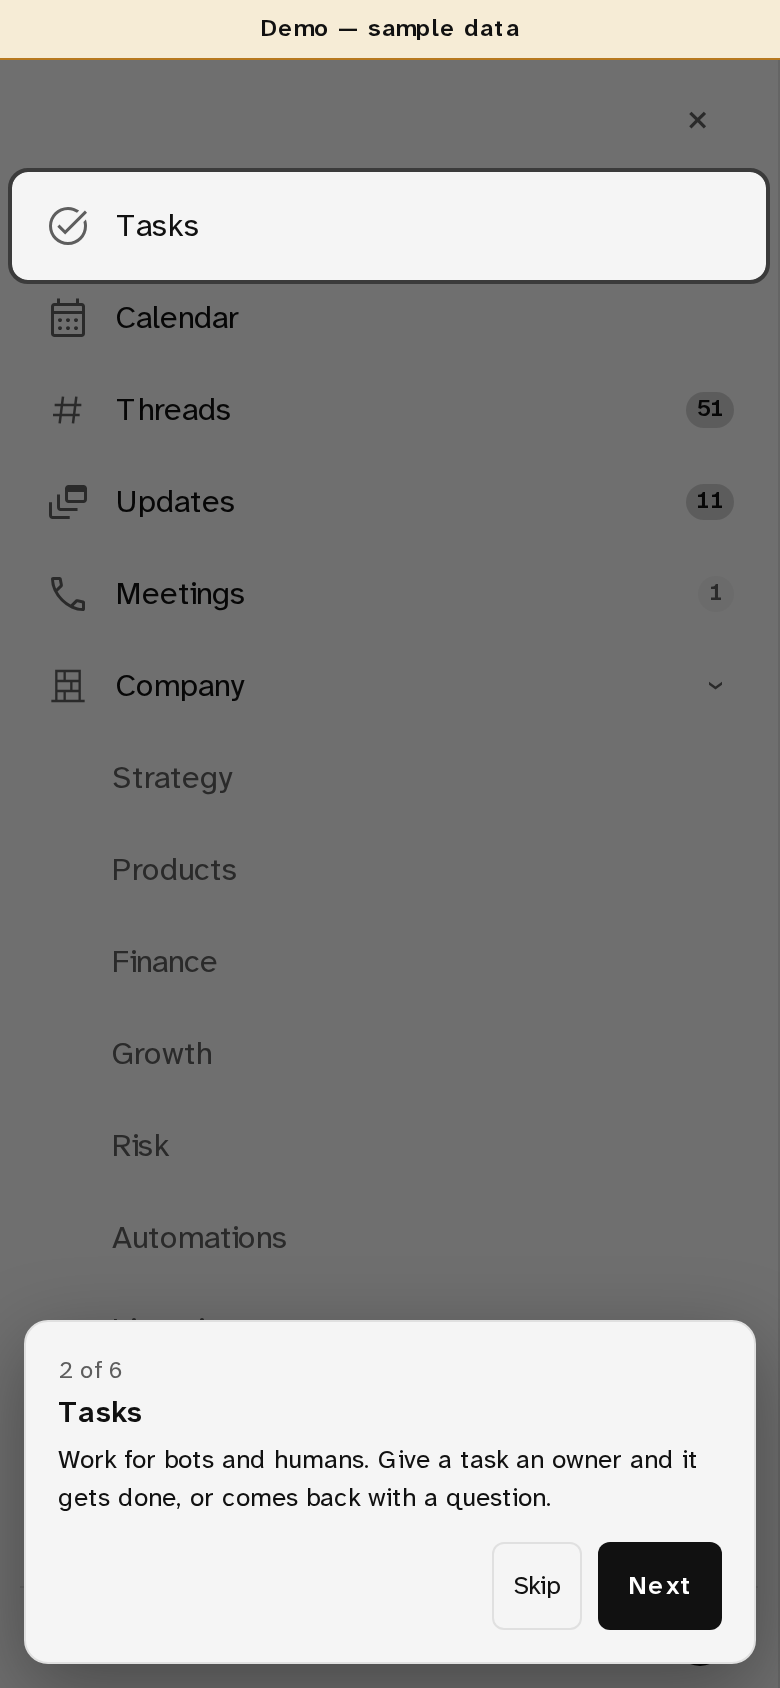 Demo — sample data
Tasks
Calendar
Threads 51
Updates 11
Meetings 1
Company
Strategy
Products
Finance
Growth
Risk
Automations
2 of 6
Tasks
Work for bots and humans. Give a task an owner and it
gets done, or comes back with a question.
Skip Next